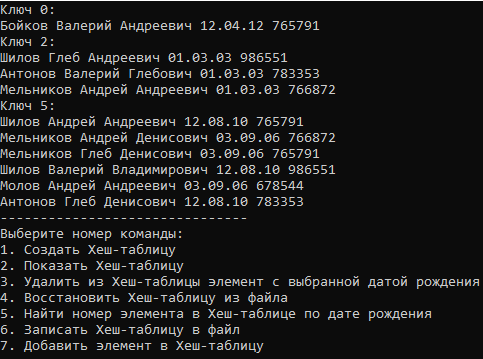 Ключ 0:
Бойков Валерий Андреевич 12.04.12 765791
Ключ 2:
Шилов Глеб Андреевич 01.03.03 986551
Антонов Валерий Глебович 01.03.03 783353
Мельников Андрей Андреевич 01.03.03 766872
Ключ 5:
Шилов Андрей Андреевич 12.08.10 765791
Мельников Андрей Денисович 03.09.06 766872
Мельников Глеб Денисович 03.09.06 765791
Шилов Валерий Владимирович 12.08.10 986551
Молов Андрей Андреевич 03.09.06 678544
Антонов Глеб Денисович 12.08.10 783353
-------------------------------
Выберите номер команды:
1. Создать Хеш-таблицу
2. Показать Хеш-таблицу
3. Удалить из Хеш-таблицы элемент с выбранной датой рождения
4. Восстановить Хеш-таблицу из файла
5. Найти номер элемента в Хеш-таблице по дате рождения
6. Записать Хеш-таблицу в файл
7. Добавить элемент в Хеш-таблицу